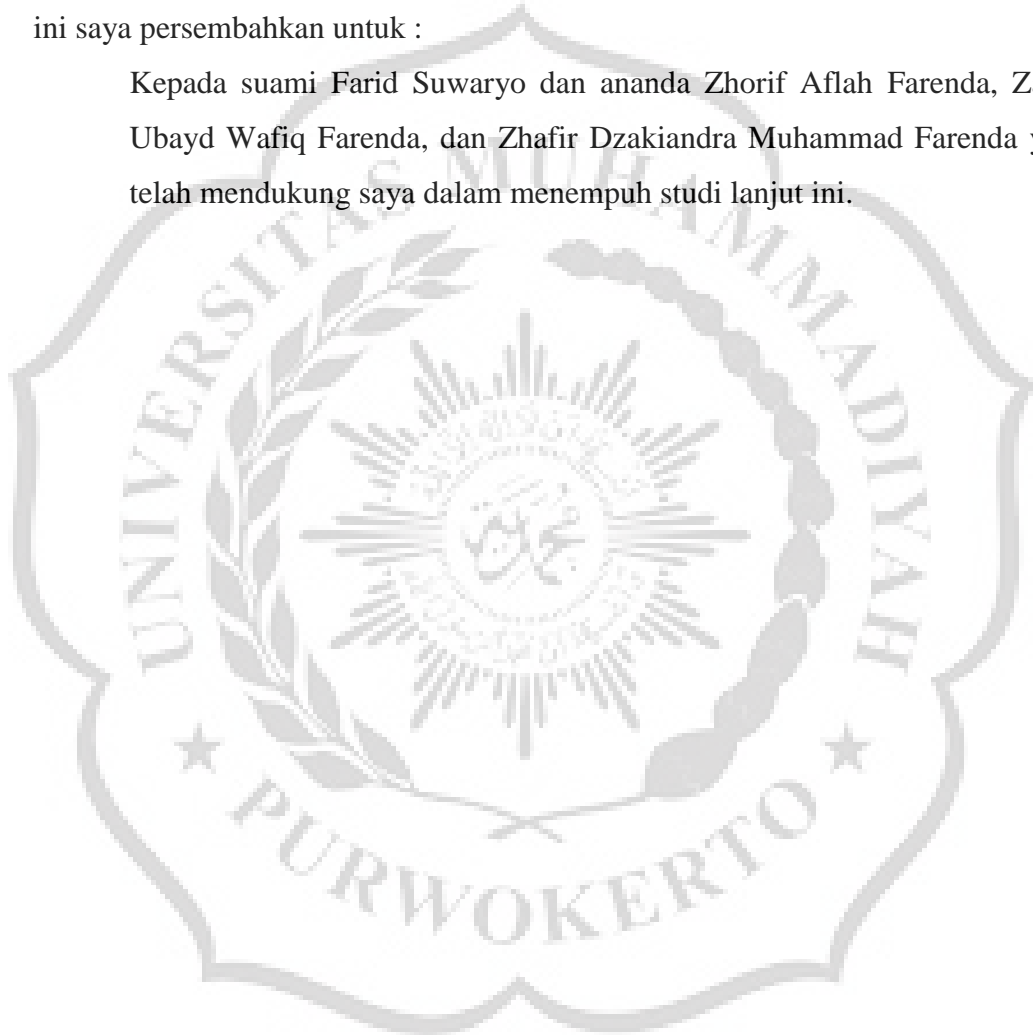 ini saya persembahkan untuk :
Kepada suami Farid Suwaryo dan ananda Zhorif Aflah Farenda,
Ubayd Wafiq Farenda, dan Zhafir Dzakiandra Muhammad Farenda
telah mendukung saya dalam menempuh studi lanjut ini.
UNIVERSITAS MUHAMMADIYAH
PURWOKERTO